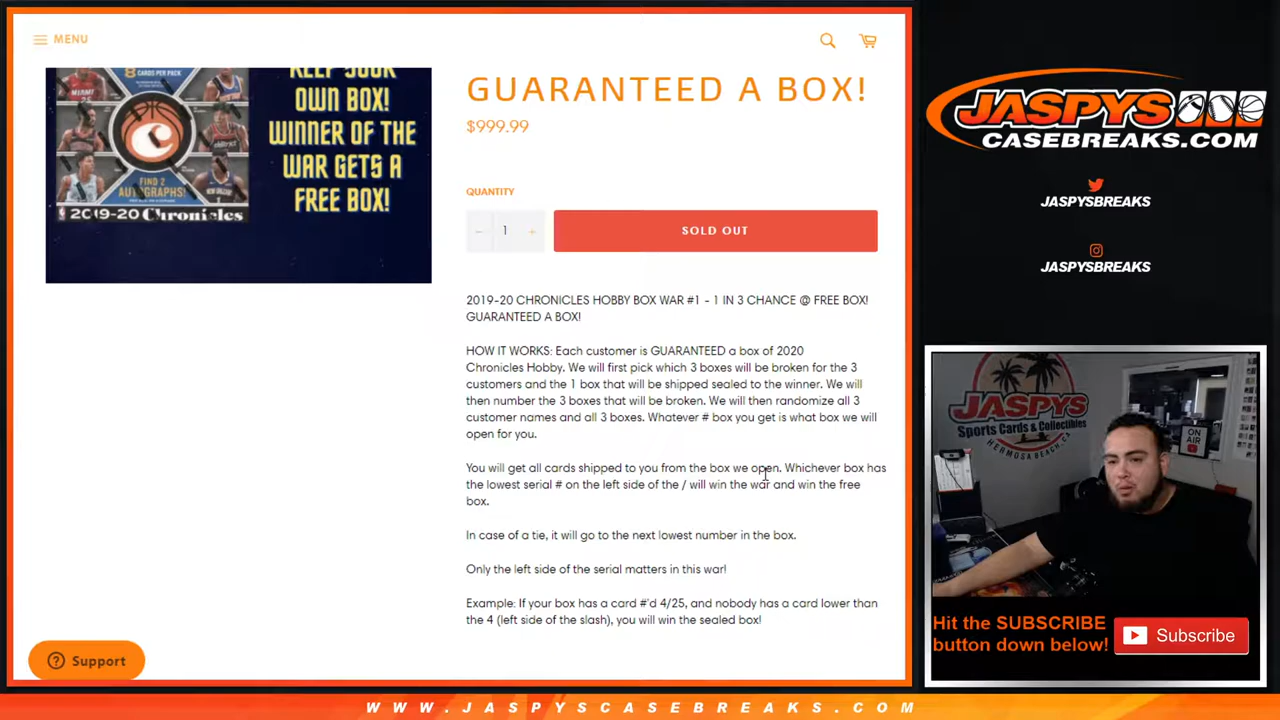 MENU
8 CARDS PER PACK
MIAMI
FIND 2
AUTOGRAPHS!
2019-20 Chronicles
KEEP YOUR
OWN BOX!
WINNER OF THE
WAR GETS A
FREE BOX!
GUARANTEED A BOX!
$999.99
QUANTITY
− 1 +
SOLD OUT
2019-20 CHRONICLES HOBBY BOX WAR #1 - 1 IN 3 CHANCE @ FREE BOX!
GUARANTEED A BOX!
HOW IT WORKS: Each customer is GUARANTEED a box of 2020
Chronicles Hobby. We will first pick which 3 boxes will be broken for the 3
customers and the 1 box that will be shipped sealed to the winner. We will
then number the 3 boxes that will be broken. We will then randomize all 3
customer names and all 3 boxes. Whatever # box you get is what box we will
open for you.
You will get all cards shipped to you from the box we open. Whichever box has
the lowest serial # on the left side of the / will win the war and win the free
box.
In case of a tie, it will go to the next lowest number in the box.
Only the left side of the serial matters in this war!
Example: If your box has a card #'d 4/25, and nobody has a card lower than
the 4 (left side of the slash), you will win the sealed box!
Support
JASPYS
CASEBREAKS.COM
JASPYSBREAKS
JASPYSBREAKS
JASPYS
Sports Cards & Collectibles
HERMOSA BEACH, CA
ON
AIR
Hit the SUBSCRIBE
button down below!
Subscribe
WWW.JASPYSCASEBREAKS.COM